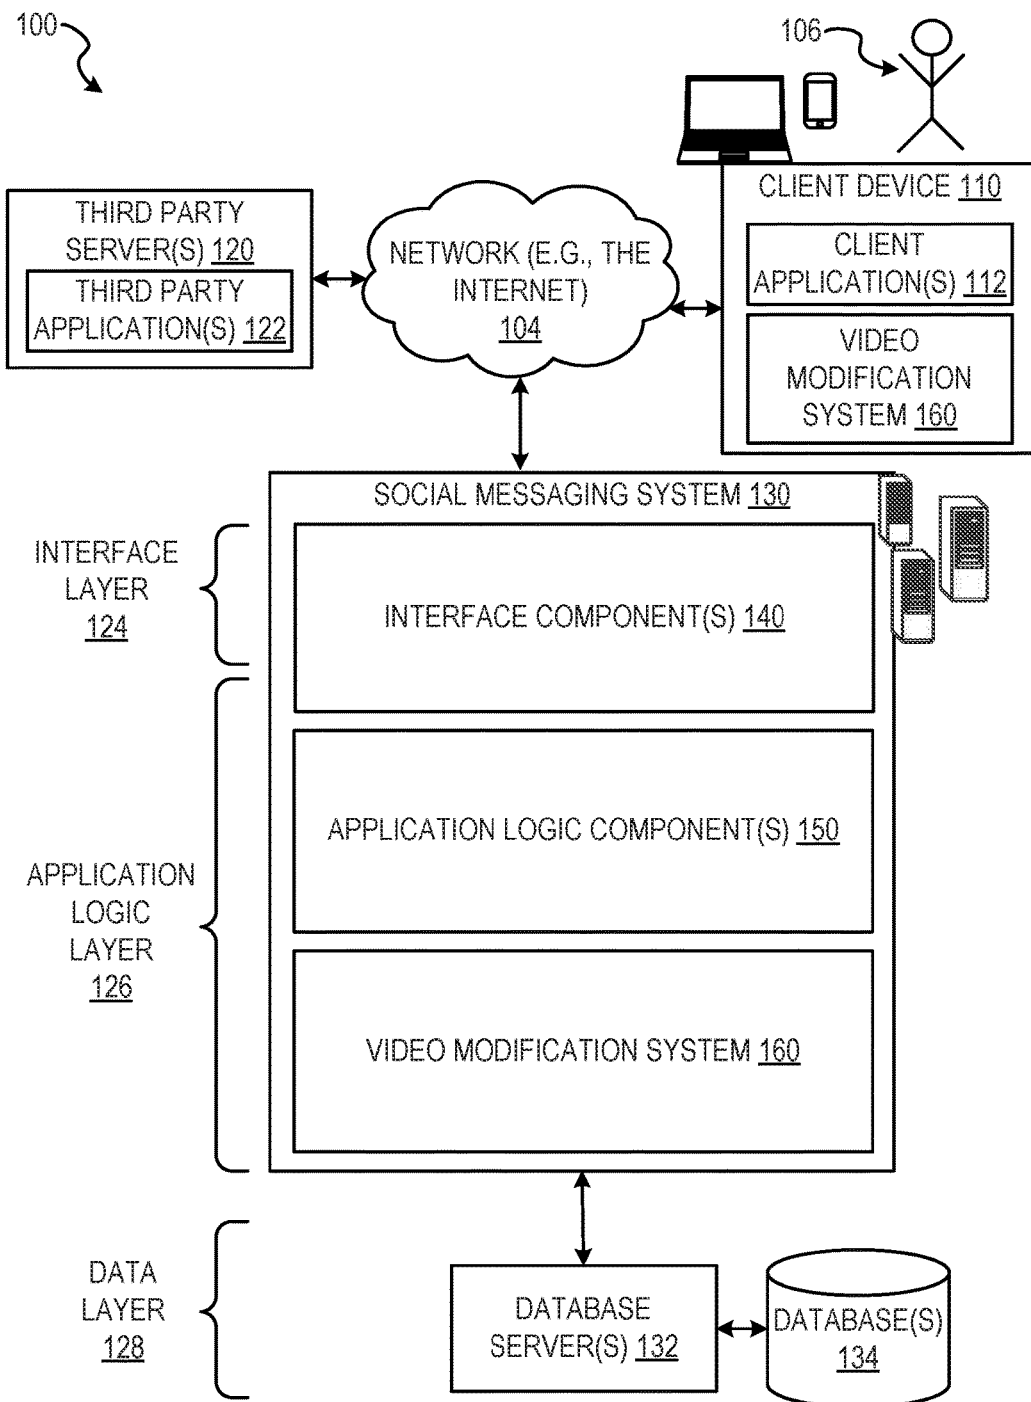 100
106
THIRD PARTY
SERVER(S) 120
THIRD PARTY
APPLICATION(S) 122
NETWORK (E.G., THE
INTERNET)
104
CLIENT DEVICE 110
CLIENT
APPLICATION(S) 112
VIDEO
MODIFICATION
SYSTEM 160
SOCIAL MESSAGING SYSTEM 130
INTERFACE
LAYER
124
INTERFACE COMPONENT(S) 140
APPLICATION LOGIC COMPONENT(S) 150
APPLICATION
LOGIC
LAYER
126
VIDEO MODIFICATION SYSTEM 160
DATA
LAYER
128
DATABASE
SERVER(S) 132
DATABASE(S)
134